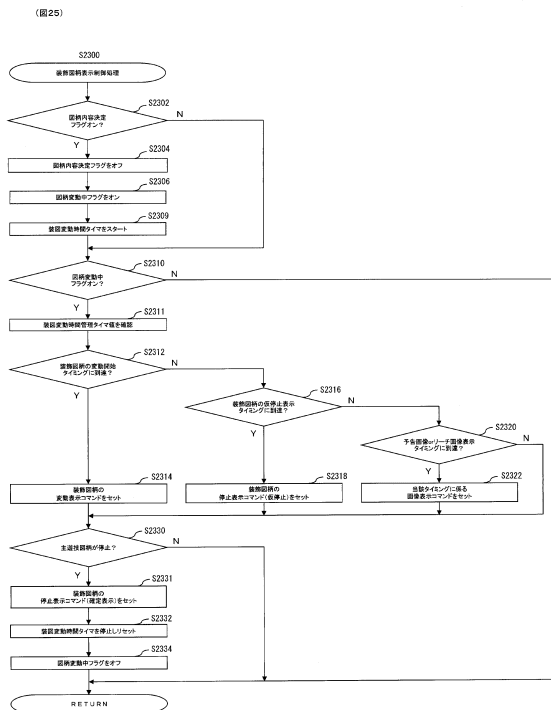 (図25)
S2300
装飾図柄表示制御処理
S2302
図柄内容決定
フラグオン?
N
Y
S2304
図柄内容決定フラグをオフ
S2306
図柄変動中フラグをオン
S2309
装図変動時間タイマをスタート
S2310
図柄変動中
フラグオン?
N
Y
S2311
装図変動時間管理タイマ値を確認
S2312
装飾図柄の変動開始
タイミングに到達?
N
Y
S2316
装飾図柄の仮停止表示
タイミングに到達?
N
Y
S2320
予告画像orリーチ画像表示
タイミングに到達?
N
Y
S2314
装飾図柄の
変動表示コマンドをセット
S2318
装飾図柄の
停止表示コマンド(仮停止)をセット
S2322
当該タイミングに係る
画像表示コマンドをセット
S2330
主遊技図柄が停止?
N
Y
S2331
装飾図柄の
停止表示コマンド(確定表示)をセット
S2332
装図変動時間タイマを停止しリセット
S2334
図柄変動中フラグをオフ
RETURN